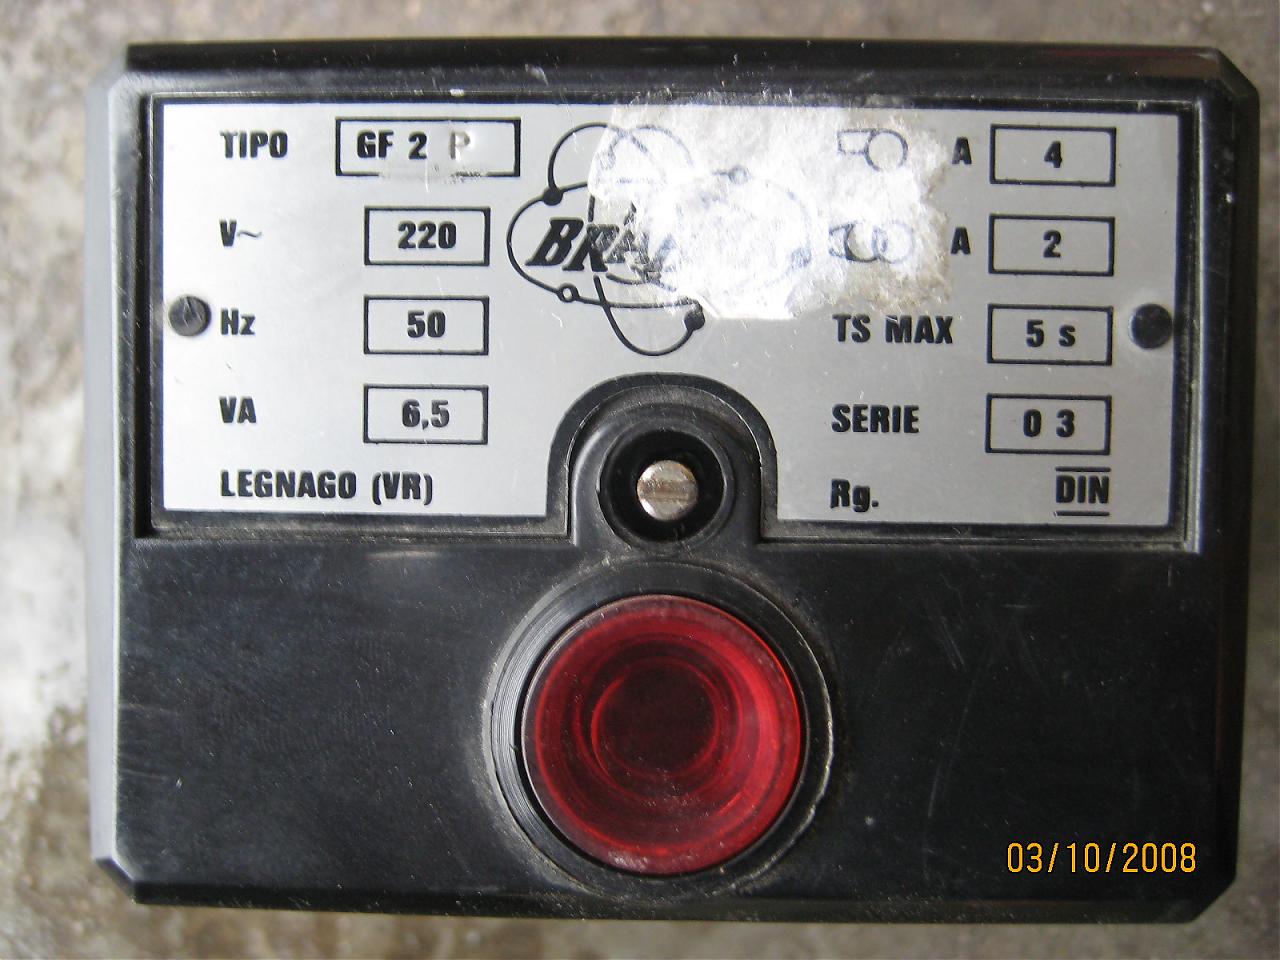 TIPO GF 2 P
V~ 220
Hz 50
VA 6,5
LEGNAGO (VR)
A 4
A 2
TS MAX 5 s
SERIE 0 3
Rg. DIN
03/10/2008